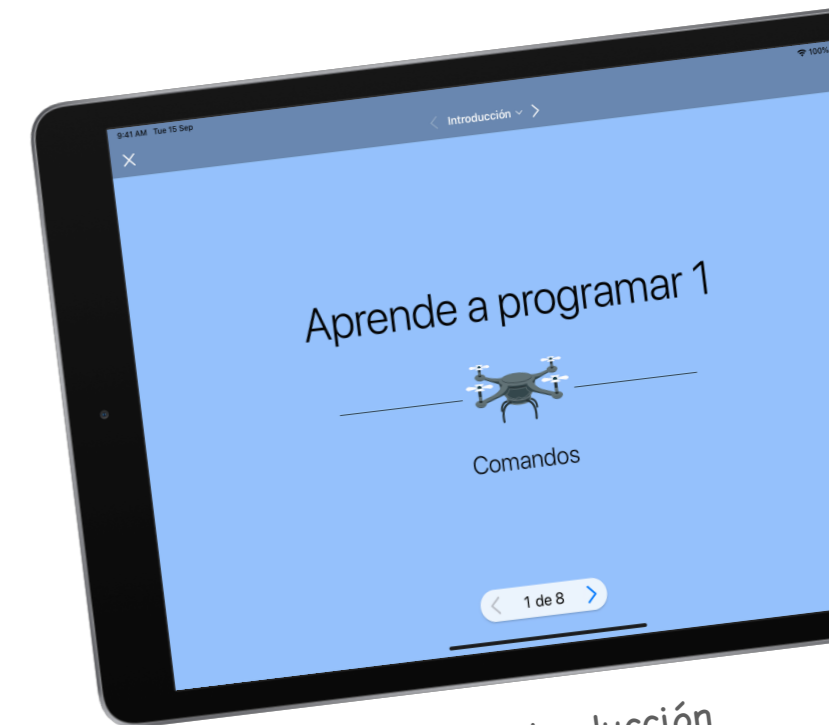 9:41 AM Tue 15 Sep
100%
Introducción
Aprende a programar 1
Comandos
1 de 8